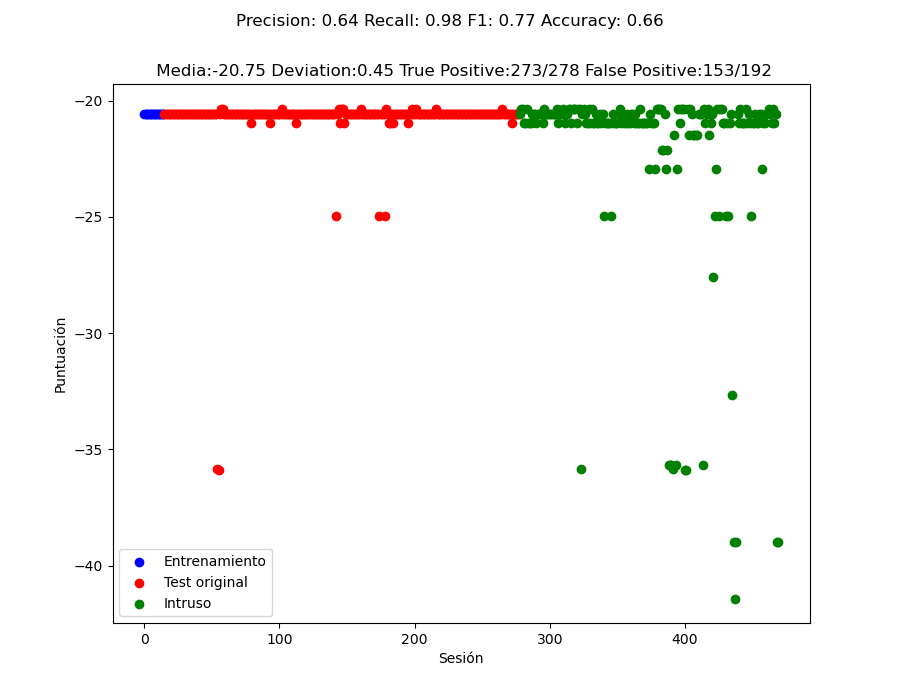 Precision: 0.64 Recall: 0.98 F1: 0.77 Accuracy: 0.66
Media:-20.75 Deviation:0.45 True Positive:273/278 False Positive:153/192
−20
−25
−30
−35
−40
Puntuación
Entrenamiento
Test original
Intruso
0
100
200
300
400
Sesión